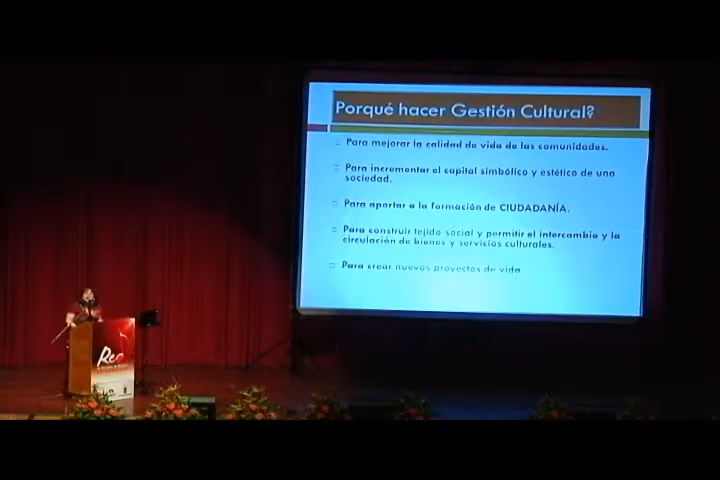 Porqué hacer Gestión Cultural?
Para mejorar la calidad de vida de las comunidades.
Para incrementar el capital simbólico y estético de una
sociedad.
Para aportar a la formación de CIUDADANÍA.
Para construir tejido social y permitir el intercambio y la
circulación de bienes y servicios culturales.
Para crear nuevos proyectos de vida